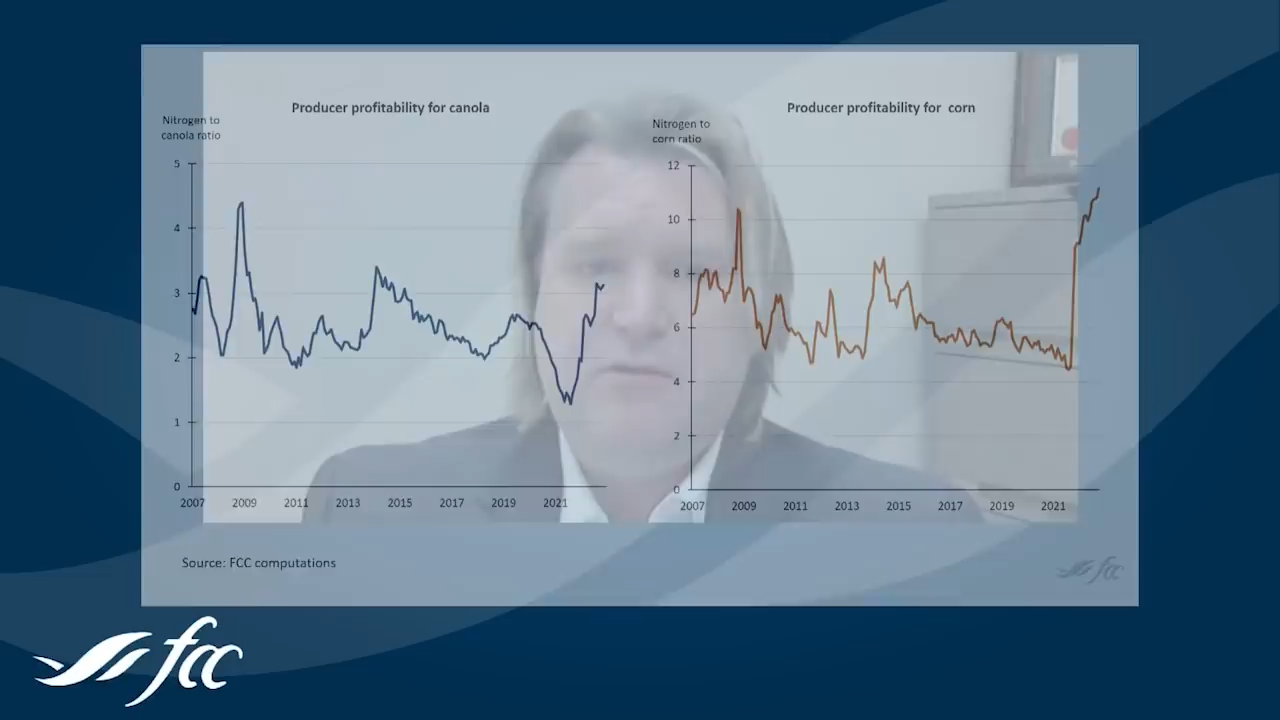 Producer profitability for canola
Nitrogen to
canola ratio
5
4
3
2
1
0
2007 2009 2011 2013 2015 2017 2019 2021
Producer profitability for corn
Nitrogen to
corn ratio
12
10
8
6
4
2
0
2007 2009 2011 2013 2015 2017 2019 2021
Source: FCC computations
fcc
fcc